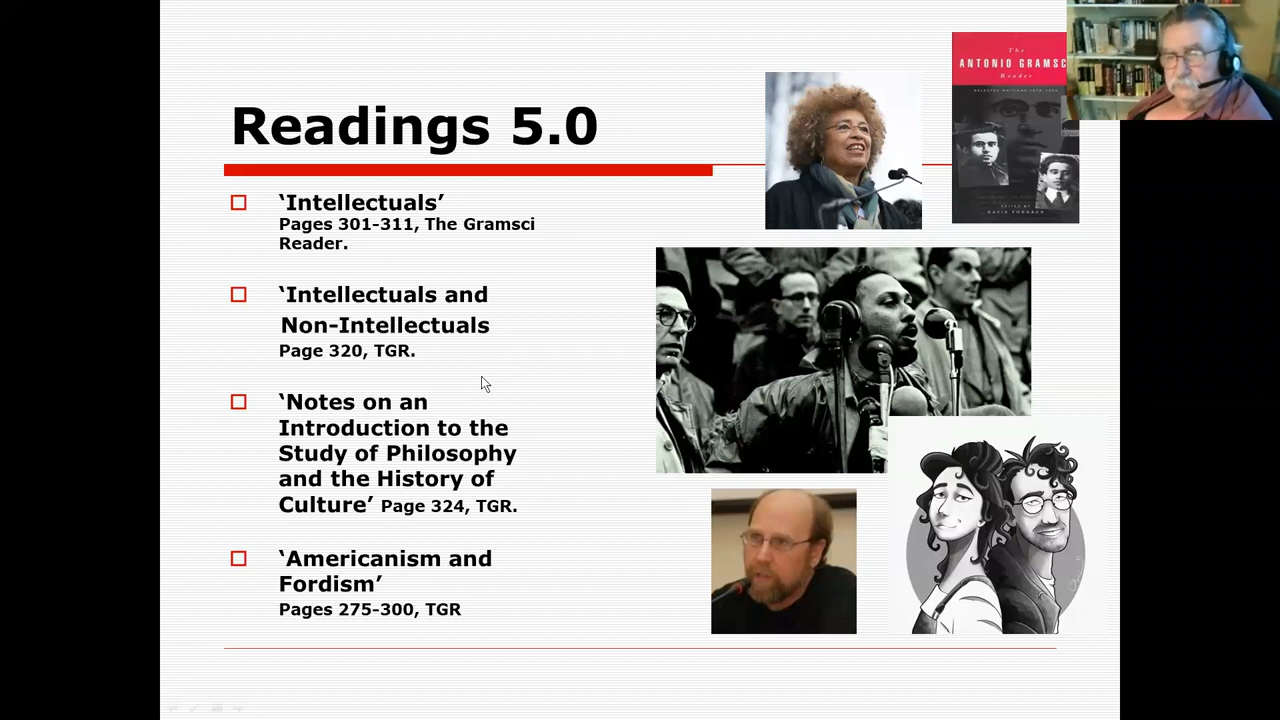 Readings 5.0
‘Intellectuals’
Pages 301-311, The Gramsci
Reader.
‘Intellectuals and
Non-Intellectuals
Page 320, TGR.
‘Notes on an
Introduction to the
Study of Philosophy
and the History of
Culture’ Page 324, TGR.
‘Americanism and
Fordism’
Pages 275-300, TGR
The
ANTONIO GRAMSC
Reader
SELECTED WRITINGS 1916-1935
EDITED BY
DAVID FORGACS